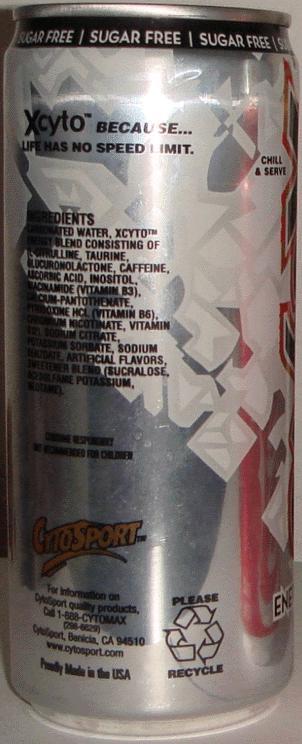 SUGAR FREE | SUGAR FREE | SUGAR FREE | SU
Xcyto™ BECAUSE...
LIFE HAS NO SPEED LIMIT.
CHILL
& SERVE
INGREDIENTS
CARBONATED WATER, XCYTO™
ENERGY BLEND CONSISTING OF
L-CITRULLINE, TAURINE,
GLUCURONOLACTONE, CAFFEINE,
ASCORBIC ACID, INOSITOL,
NIACINAMIDE (VITAMIN B3),
CALCIUM-PANTOTHENATE,
PYRIDOXINE HCL (VITAMIN B6),
CHROMIUM NICOTINATE, VITAMIN
B12, SODIUM CITRATE,
POTASSIUM SORBATE, SODIUM
BENZOATE, ARTIFICIAL FLAVORS,
SWEETENER BLEND (SUCRALOSE,
ACESULFAME POTASSIUM,
NEOTAME).
CONSUME RESPONSIBLY
NOT RECOMMENDED FOR CHILDREN
CYTOSPORT™
For information on
CytoSport quality products,
Call 1-888-CYTOMAX
(298-6629)
CytoSport, Benicia, CA 94510
www.cytosport.com
Proudly Made in the USA
PLEASE
RECYCLE
ENE